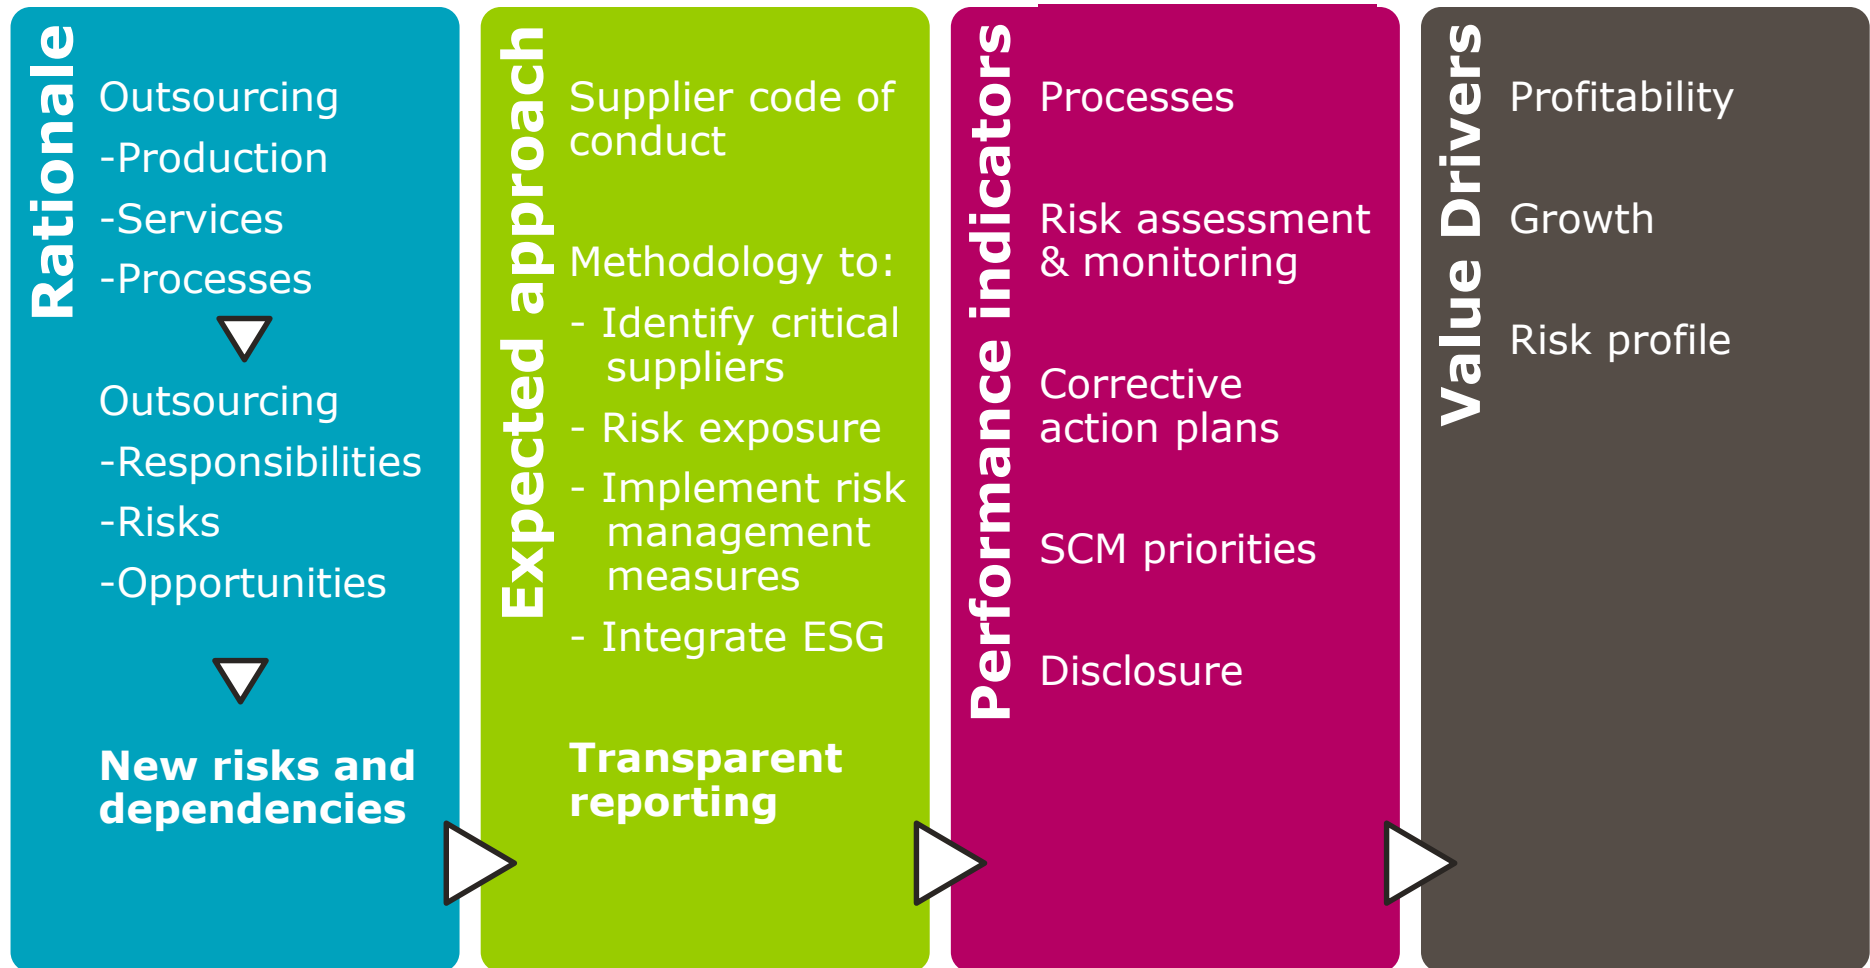 Rationale
Outsourcing
-Production
-Services
-Processes
Outsourcing
-Responsibilities
-Risks
-Opportunities
New risks and
dependencies
Expected approach
Supplier code of
conduct
Methodology to:
- Identify critical
suppliers
- Risk exposure
- Implement risk
management
measures
- Integrate ESG
Transparent
reporting
Performance indicators
Processes
Risk assessment
& monitoring
Corrective
action plans
SCM priorities
Disclosure
Value Drivers
Profitability
Growth
Risk profile